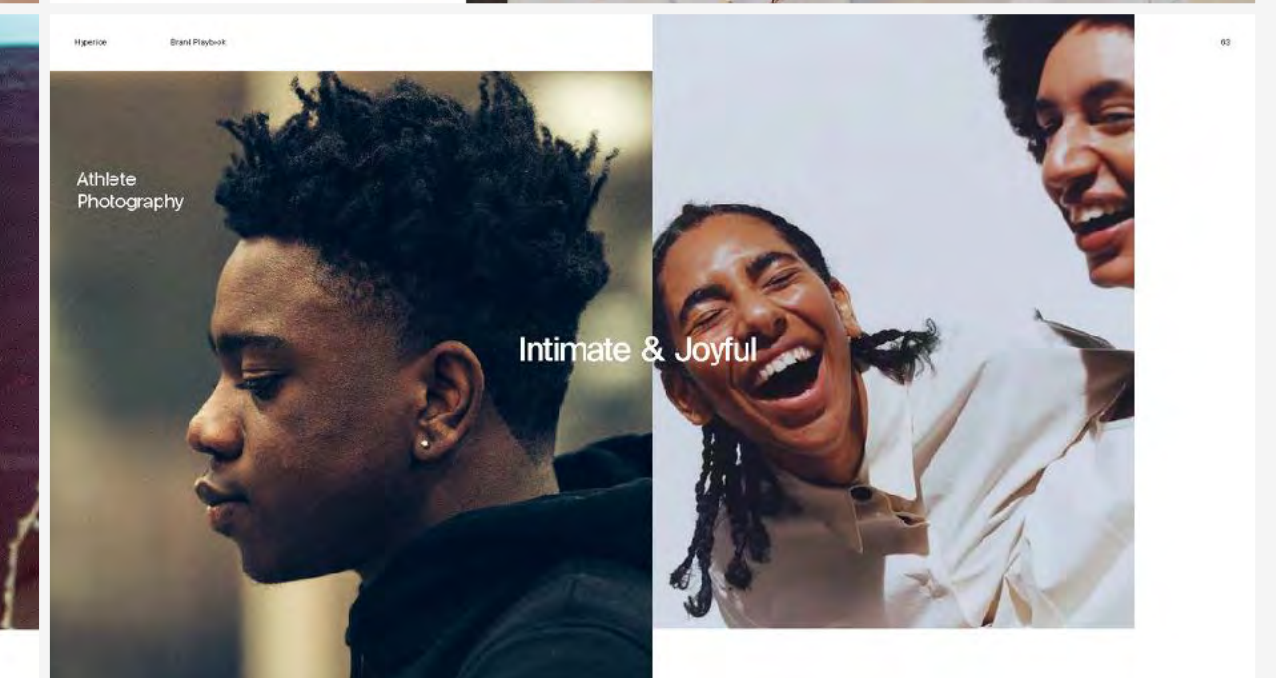 Hyperice
Brand Playbook
63
Athlete
Photography
Intimate & Joyful